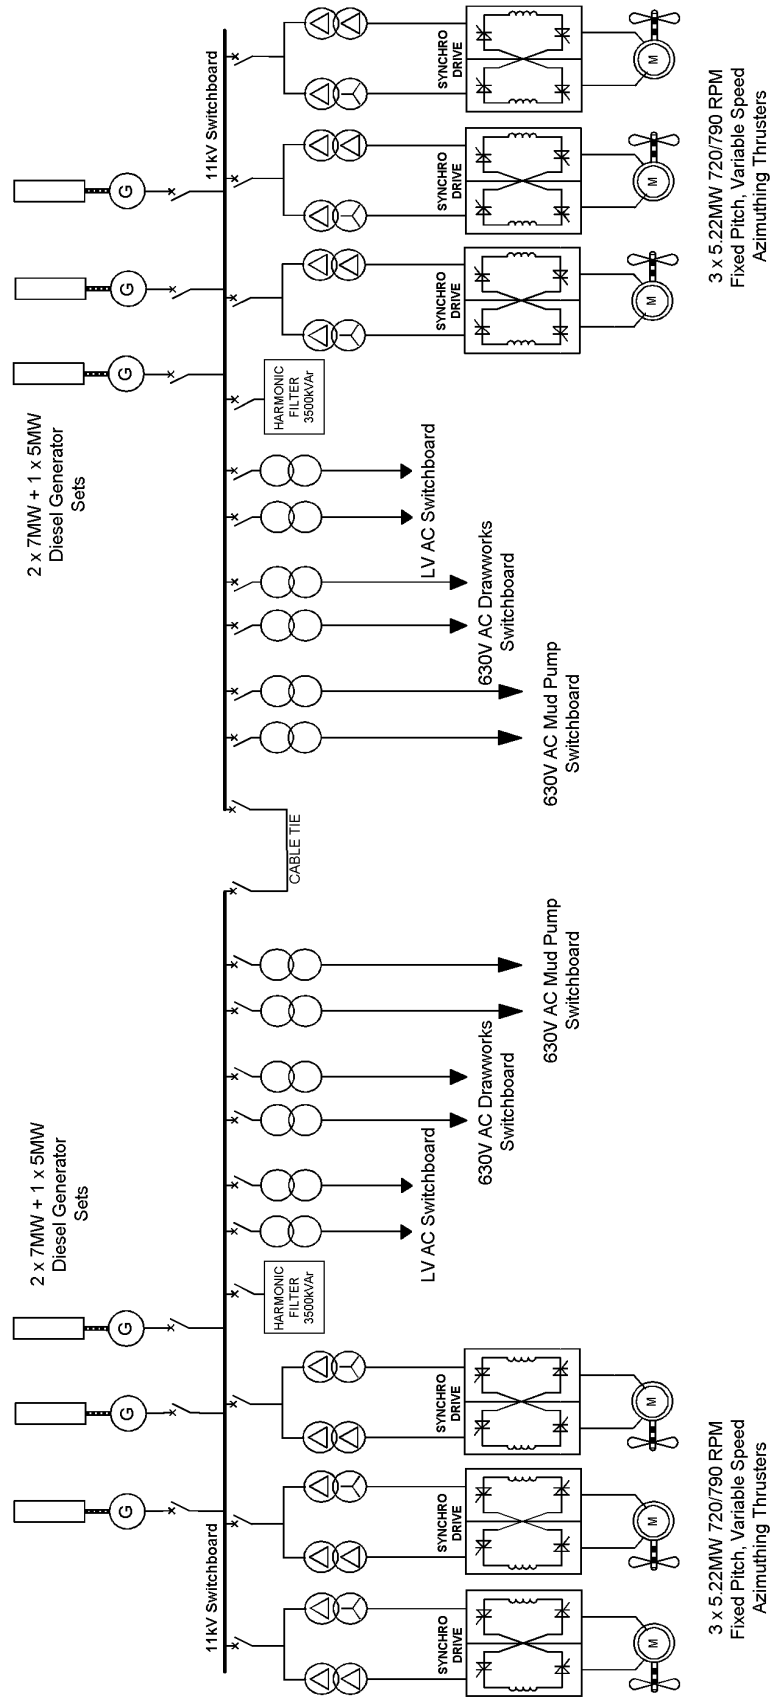 2 x 7MW + 1 x 5MW
Diesel Generator
Sets
2 x 7MW + 1 x 5MW
Diesel Generator
Sets
G
G
G
G
G
G
11kV Switchboard
11kV Switchboard
HARMONIC
FILTER
3500kVAr
CABLE TIE
HARMONIC
FILTER
3500kVAr
LV AC Switchboard
LV AC Switchboard
SYNCHRO
DRIVE
SYNCHRO
DRIVE
SYNCHRO
DRIVE
SYNCHRO
DRIVE
SYNCHRO
DRIVE
SYNCHRO
DRIVE
630V AC Drawworks
Switchboard
630V AC Drawworks
Switchboard
630V AC Mud Pump
Switchboard
630V AC Mud Pump
Switchboard
M
M
M
M
M
M
3 x 5.22MW 720/790 RPM
Fixed Pitch, Variable Speed
Azimuthing Thrusters
3 x 5.22MW 720/790 RPM
Fixed Pitch, Variable Speed
Azimuthing Thrusters